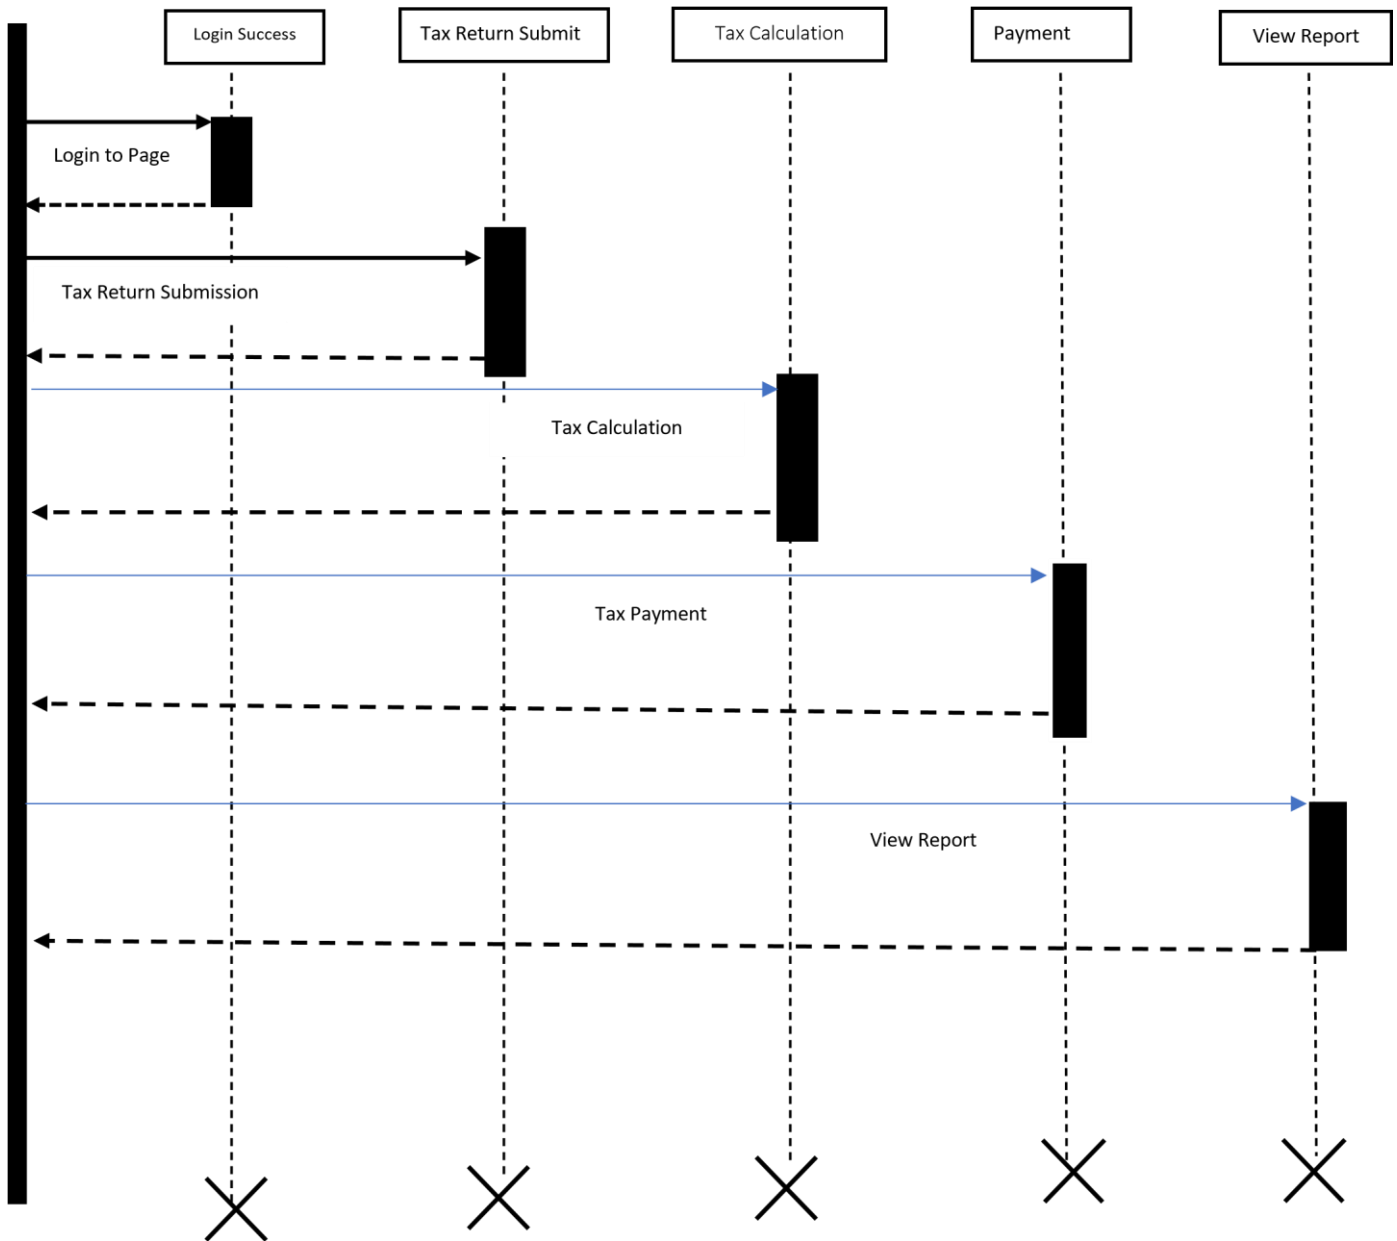 Login Success
Tax Return Submit
Tax Calculation
Payment
View Report
Login to Page
Tax Return Submission
Tax Calculation
Tax Payment
View Report